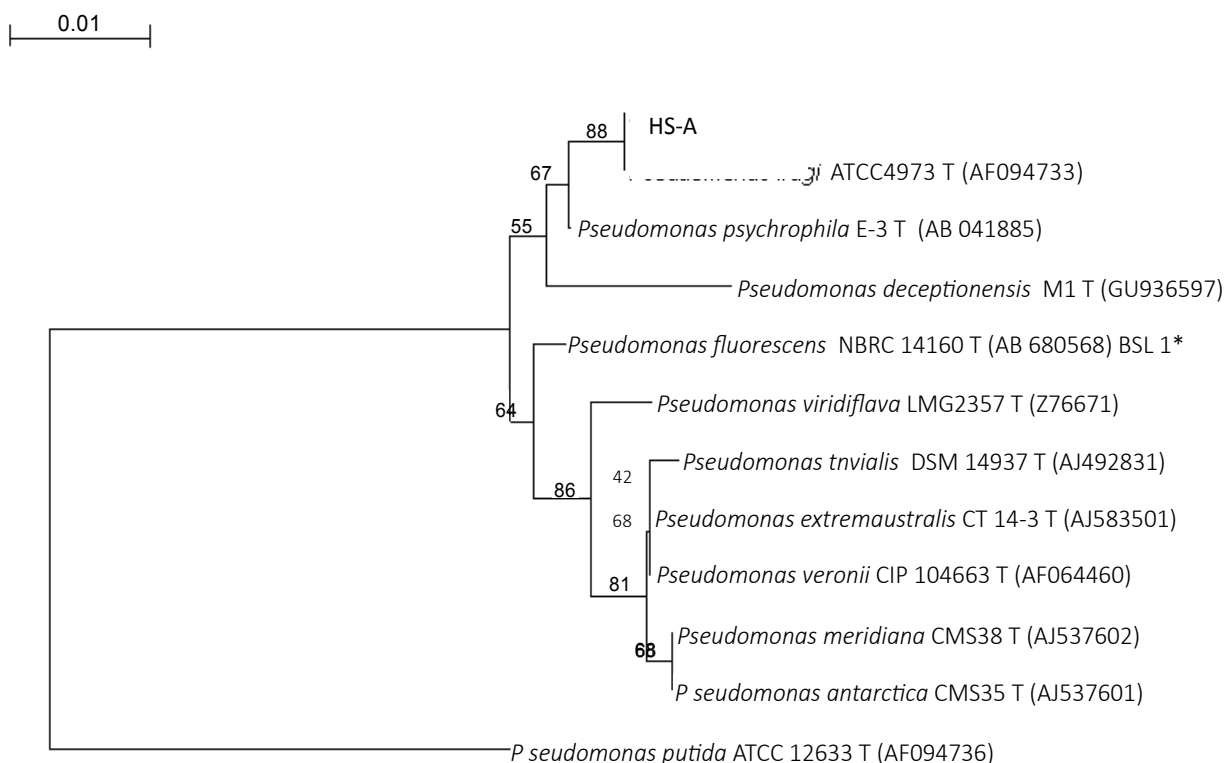 0.01
88
HS-A
67
ATCC4973 T (AF094733)
55
Pseudomonas psychrophila E-3 T (AB 041885)
Pseudomonas deceptionensis M1 T (GU936597)
Pseudomonas fluorescens NBRC 14160 T (AB 680568) BSL 1*
64
Pseudomonas viridiflava LMG2357 T (Z76671)
Pseudomonas tnvialis DSM 14937 T (AJ492831)
42
86
68
Pseudomonas extremaustralis CT 14-3 T (AJ583501)
Pseudomonas veronii CIP 104663 T (AF064460)
81
Pseudomonas meridiana CMS38 T (AJ537602)
P seudomonas antarctica CMS35 T (AJ537601)
P seudomonas putida ATCC 12633 T (AF094736)